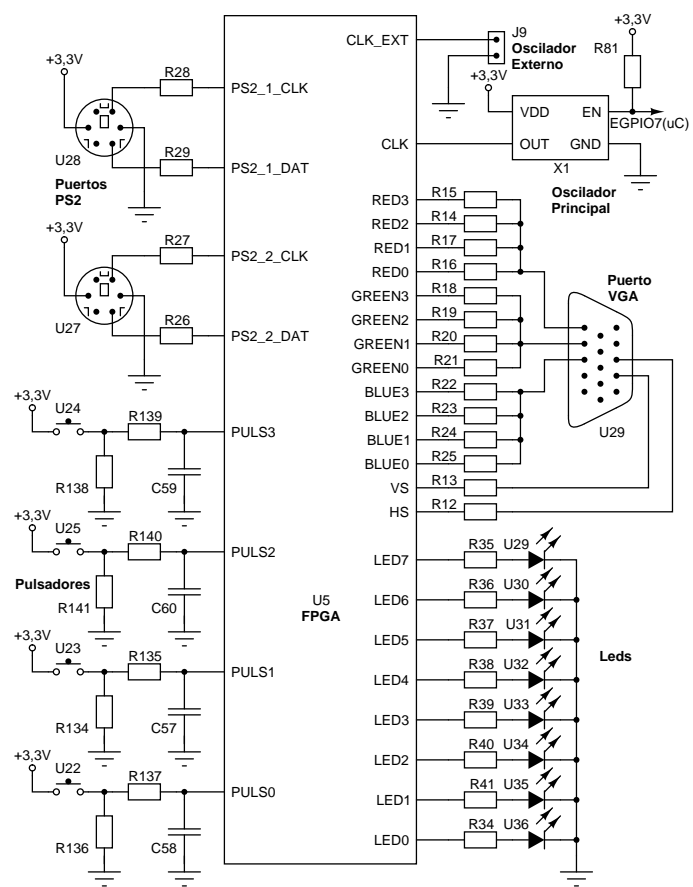 CLK_EXT
J9
Oscilador
Externo
+3,3V
R81
+3,3V
VDD
EN
EGPIO7(uC)
CLK
OUT
GND
X1
Oscilador
Principal
+3,3V
R28
PS2_1_CLK
U28
R29
PS2_1_DAT
Puertos
PS2
+3,3V
R27
PS2_2_CLK
U27
R26
PS2_2_DAT
+3,3V
U24
R139
PULS3
R138
C59
+3,3V
U25
R140
PULS2
Pulsadores
R141
C60
+3,3V
U23
R135
PULS1
R134
C57
+3,3V
U22
R137
PULS0
R136
C58
U5
FPGA
RED3 R15
RED2 R14
RED1 R17
RED0 R16
GREEN3 R18
GREEN2 R19
GREEN1 R20
GREEN0 R21
BLUE3 R22
BLUE2 R23
BLUE1 R24
BLUE0 R25
VS R13
HS R12
Puerto
VGA
U29
LED7 R35 U29
LED6 R36 U30
LED5 R37 U31
LED4 R38 U32
LED3 R39 U33
LED2 R40 U34
LED1 R41 U35
LED0 R34 U36
Leds